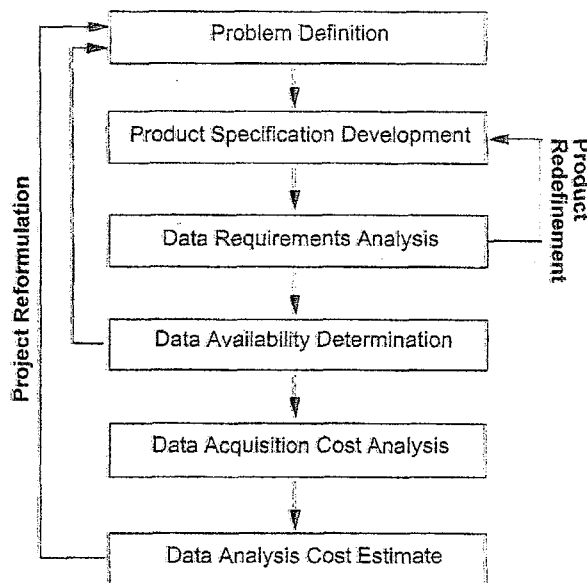 Problem Definition
Product Specification Development
Data Requirements Analysis
Data Availability Determination
Data Acquisition Cost Analysis
Data Analysis Cost Estimate
Project Reformulation
Product
Redefinement